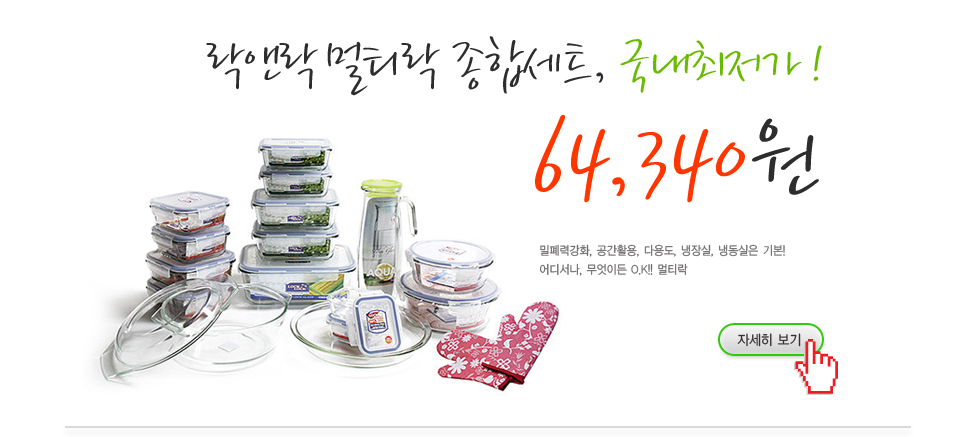 락앤락 멀티락 종합세트, 국내최저가!
64,340원
밀폐력강화, 공간활용, 다용도, 냉장실, 냉동실은 기본!
어디서나, 무엇이든 O.K!! 멀티락
AQUA
자세히 보기